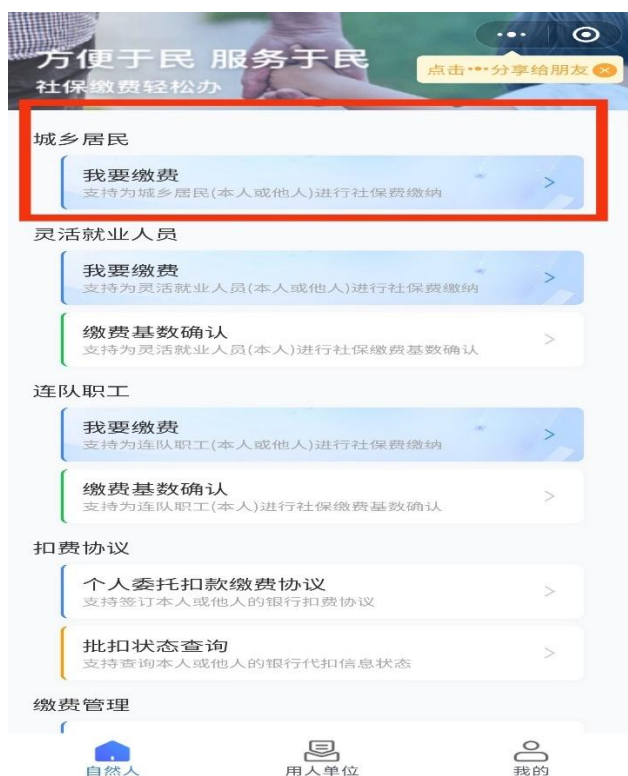 方便于民 服务于民
社保缴费轻松办
点击•••分享给朋友
城乡居民
我要缴费
支持为城乡居民(本人或他人)进行社保费缴纳
灵活就业人员
我要缴费
支持为灵活就业人员(本人或他人)进行社保费缴纳
缴费基数确认
支持为灵活就业人员(本人)进行社保缴费基数确认
连队职工
我要缴费
支持为连队职工(本人或他人)进行社保费缴纳
缴费基数确认
支持为连队职工(本人)进行社保缴费基数确认
扣费协议
个人委托扣款缴费协议
支持签订本人或他人的银行扣费协议
批扣状态查询
支持查询本人或他人的银行代扣信息状态
缴费管理
自然人
用人单位
我的